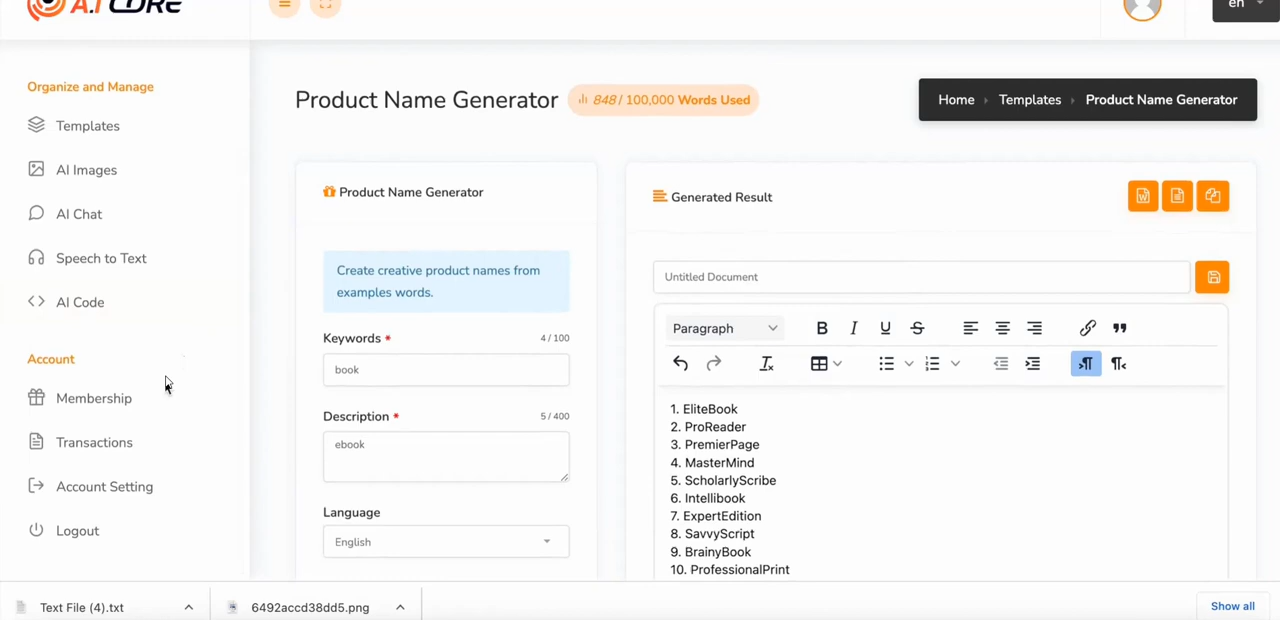 A.I CORE
en
Organize and Manage
Templates
AI Images
AI Chat
Speech to Text
AI Code
Account
Membership
Transactions
Account Setting
Logout
Product Name Generator
848 / 100,000 Words Used
Home
Templates
Product Name Generator
Product Name Generator
Create creative product names from
examples words.
Keywords *
4 / 100
book
Description *
5 / 400
ebook
Language
English
Generated Result
Untitled Document
Paragraph
1. EliteBook
2. ProReader
3. PremierPage
4. MasterMind
5. ScholarlyScribe
6. Intellibook
7. ExpertEdition
8. SavvyScript
9. BrainyBook
10. ProfessionalPrint
Text File (4).txt
6492accd38dd5.png
Show all